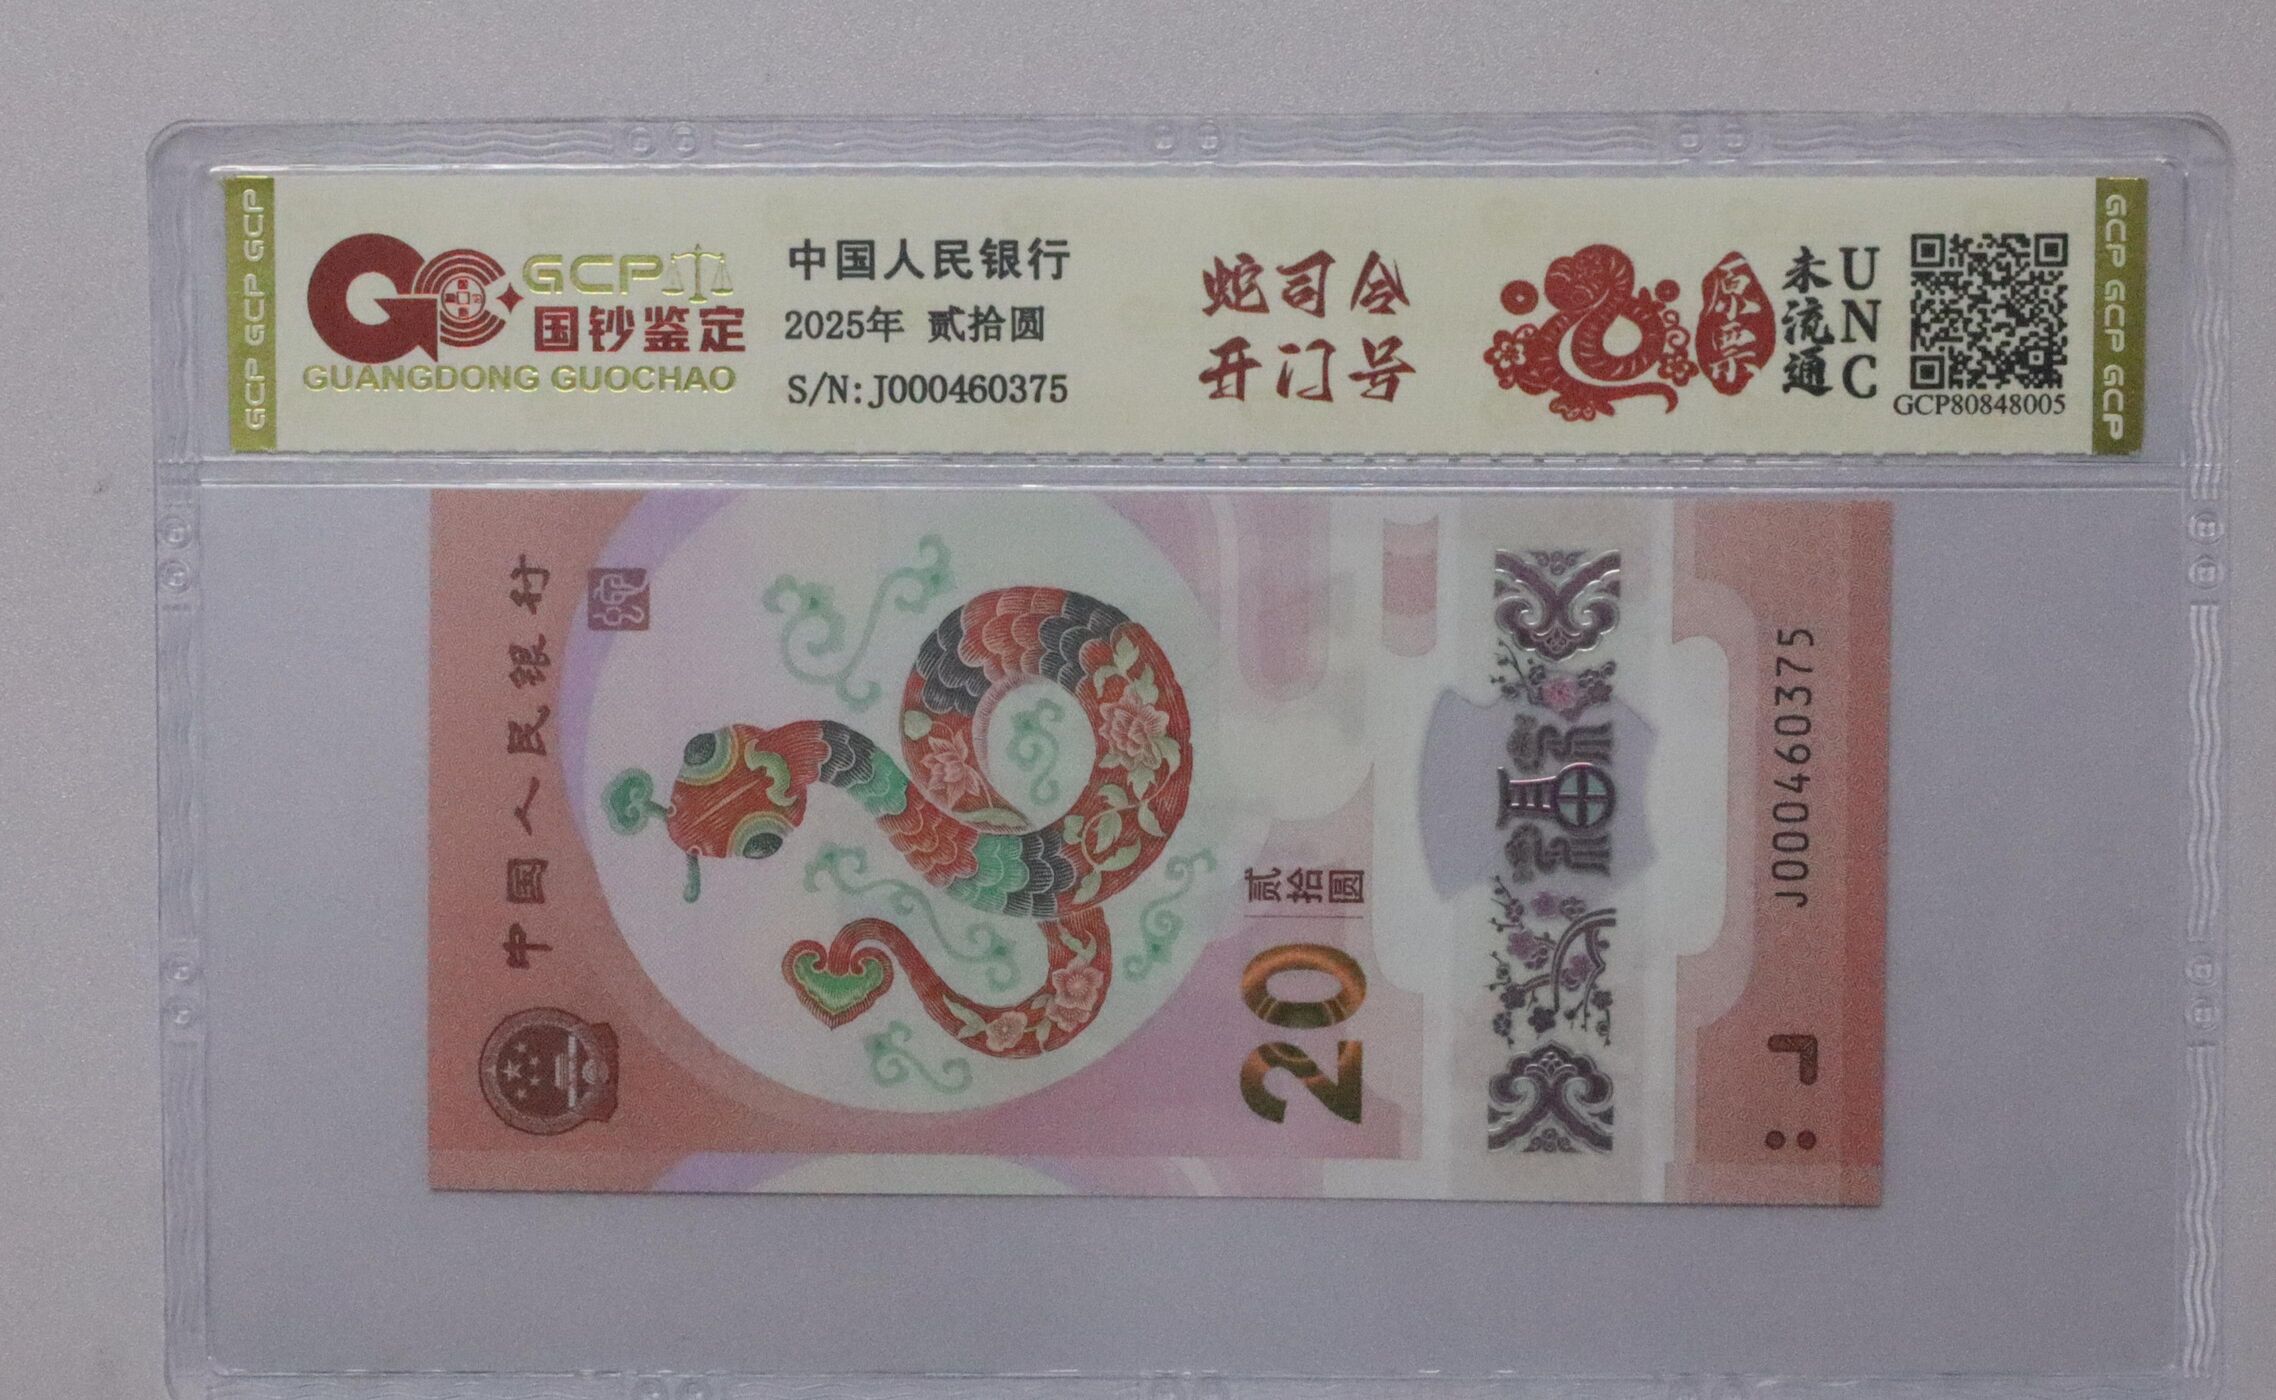 GCP GCP GCP
GCP
国钞鉴定
GUANGDONG GUOCHAO
中国人民银行
2025年 贰拾圆
S/N:J000460375
蛇司令
开门号
原票
未流通
UNC
GCP80848005
GCP GCP GCP
中国人民银行
20
贰拾圆
福
J000460375